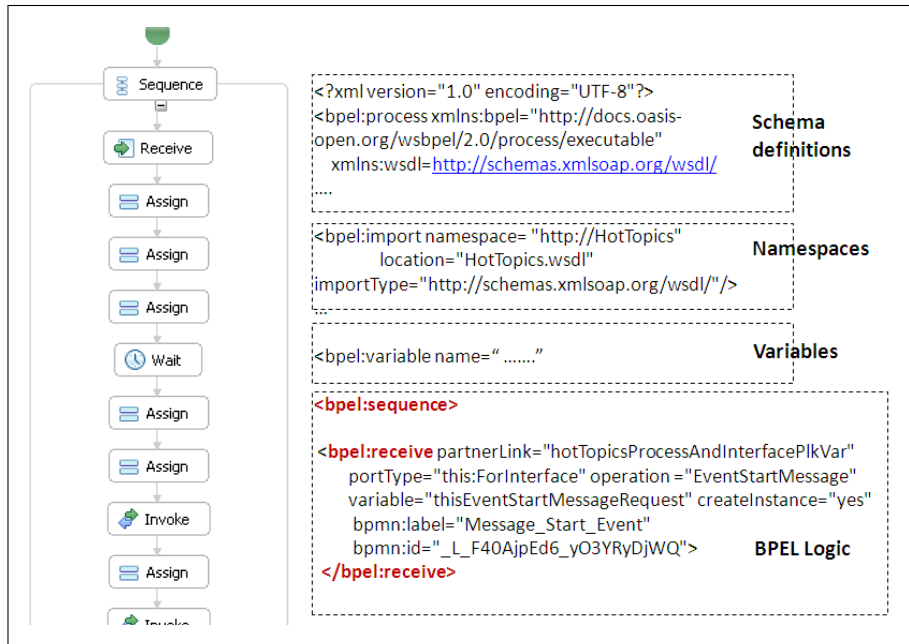 Sequence
Receive
Assign
Assign
Assign
Wait
Assign
Assign
Invoke
Assign
Invoke
<?xml version="1.0" encoding="UTF-8"?>
<bpel:process xmlns:bpel="http://docs.oasis-
open.org/wsbpel/2.0/process/executable"
xmlns:wsdl=http://schemas.xmlsoap.org/wsdl/
....
Schema
definitions
<bpel:import namespace= "http://HotTopics"
location="HotTopics.wsdl"
importType="http://schemas.xmlsoap.org/wsdl/"/>
...
Namespaces
<bpel:variable name=“ .......”
Variables
<bpel:sequence>
<bpel:receive partnerLink="hotTopicsProcessAndInterfacePlkVar"
portType="this:ForInterface" operation ="EventStartMessage"
variable="thisEventStartMessageRequest" createInstance="yes"
bpmn:label="Message_Start_Event"
bpmn:id="_L_F40AjpEd6_yO3YRyDjWQ">
</bpel:receive>
BPEL Logic